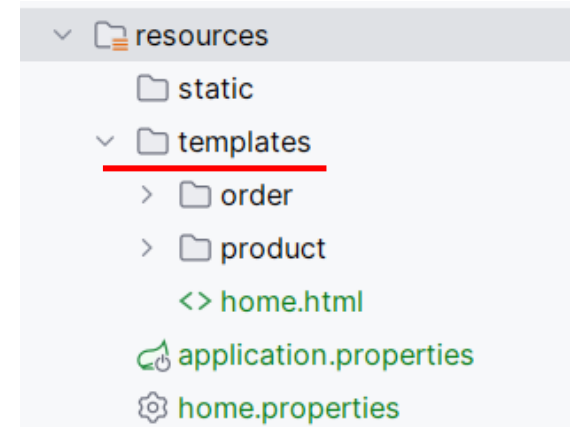 resources
static
templates
order
product
home.html
application.properties
home.properties